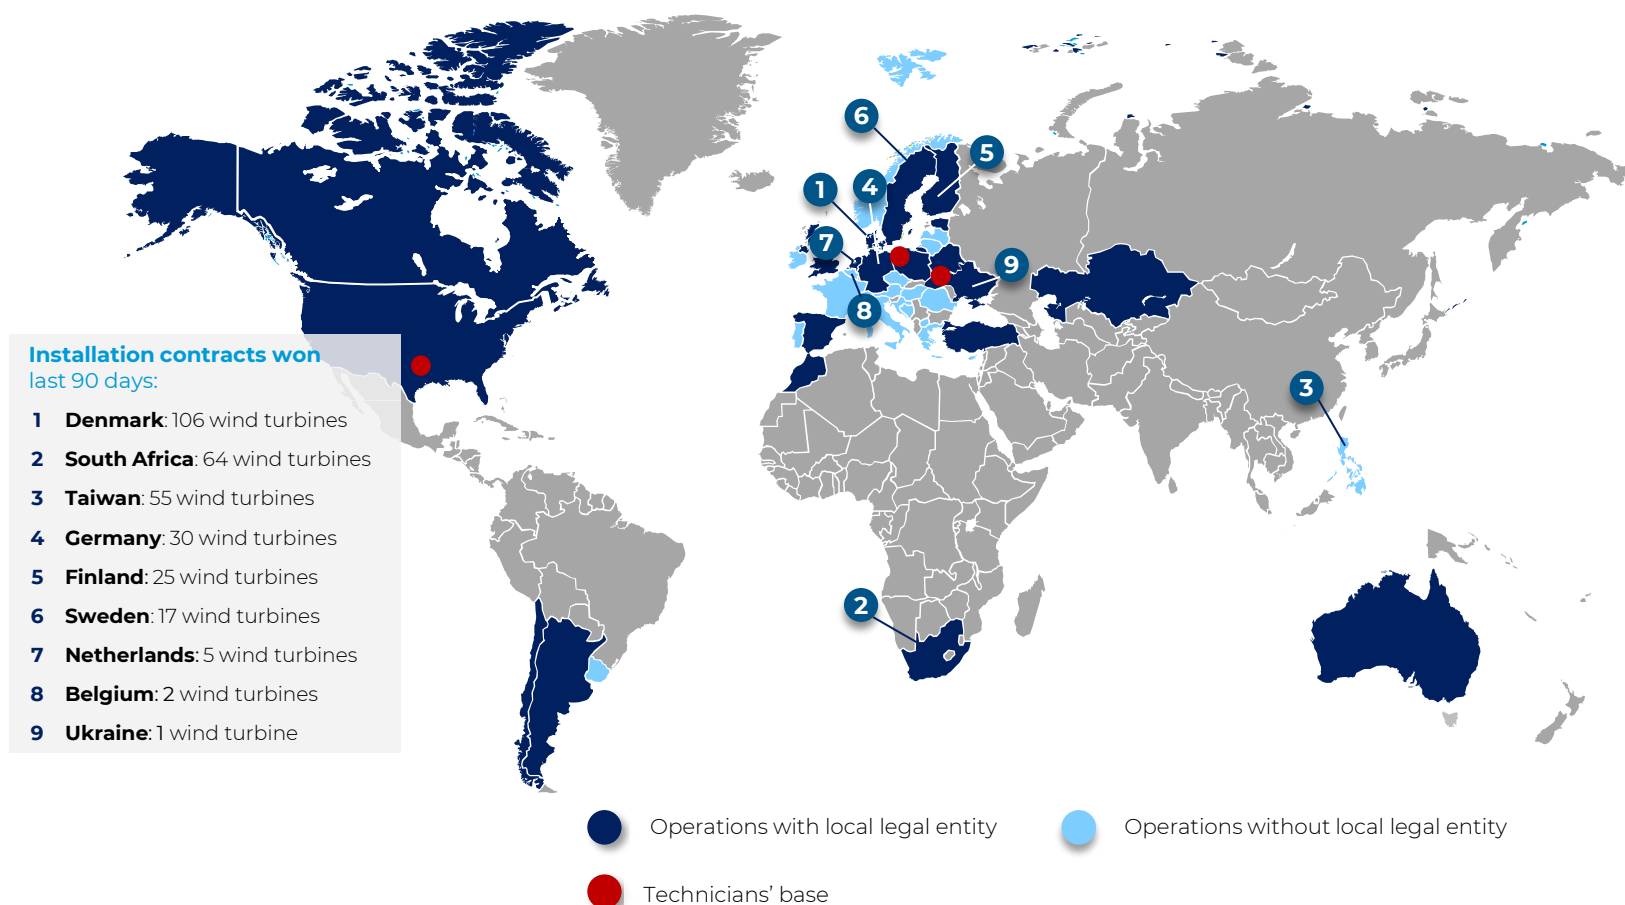 6
5
1
4
7
9
8
3
2
Installation contracts won
last 90 days:
1 Denmark: 106 wind turbines
2 South Africa: 64 wind turbines
3 Taiwan: 55 wind turbines
4 Germany: 30 wind turbines
5 Finland: 25 wind turbines
6 Sweden: 17 wind turbines
7 Netherlands: 5 wind turbines
8 Belgium: 2 wind turbines
9 Ukraine: 1 wind turbine
Operations with local legal entity
Operations without local legal entity
Technicians’ base